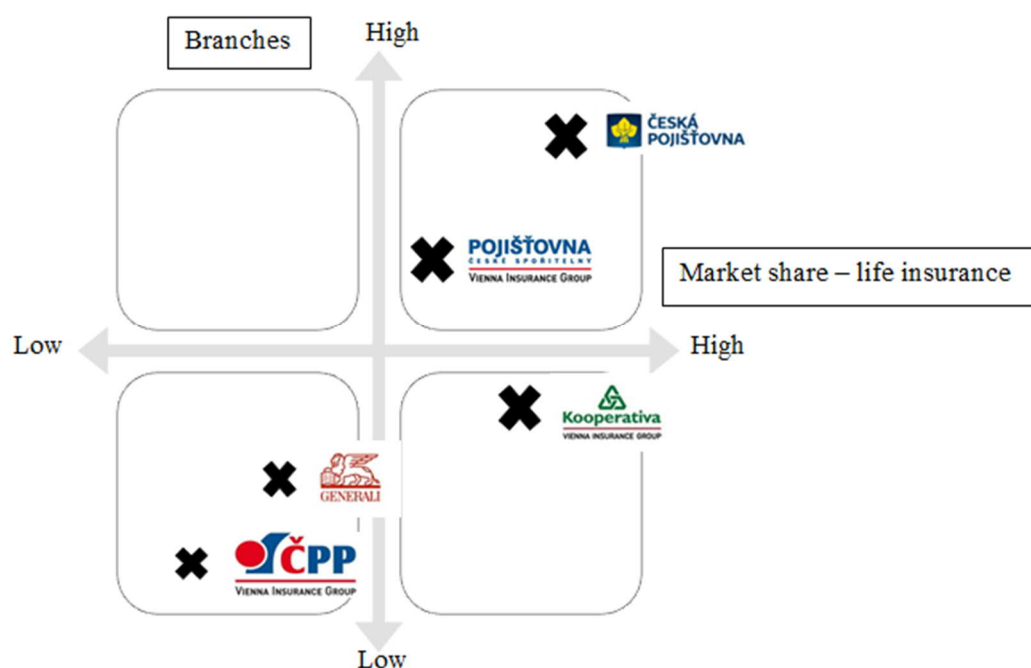 Branches
High
ČESKÁ
POJIŠŤOVNA
POJIŠŤOVNA
ČESKÉ SPOŘITELNY
VIENNA INSURANCE GROUP
Market share – life insurance
Low
High
Kooperativa
VIENNA INSURANCE GROUP
GENERALI
ČPP
VIENNA INSURANCE GROUP
Low